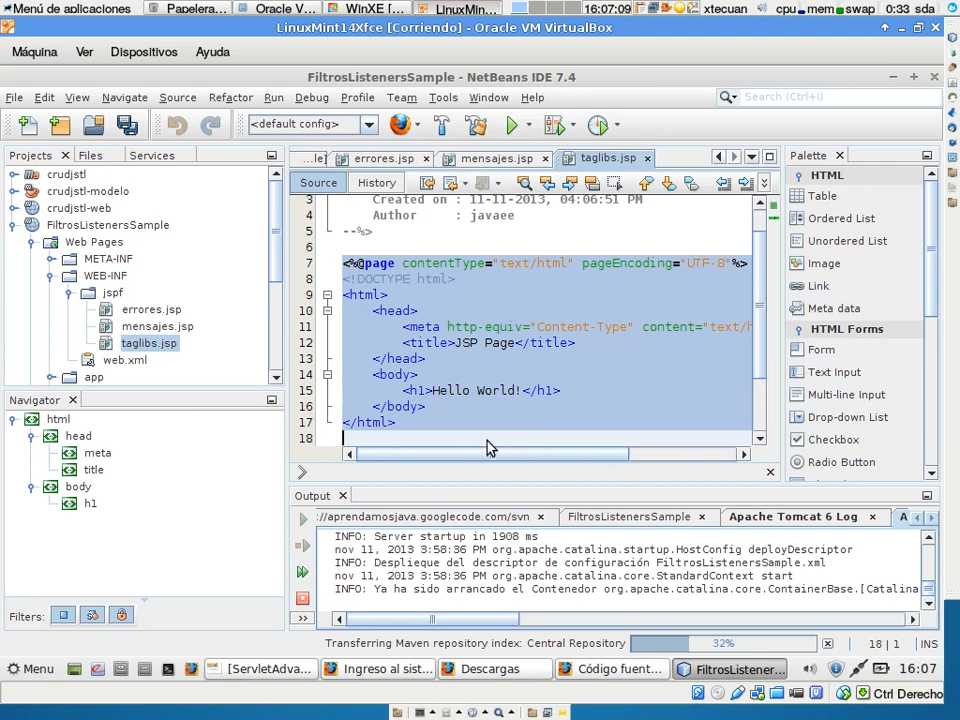 Menú de aplicaciones
Papelera...
Oracle V...
WinXE [...
LinuxMin...
16:07:09
xtecuan
cpu
mem
swap
0:33 sda
LinuxMint14Xfce [Corriendo] - Oracle VM VirtualBox
Máquina Ver Dispositivos Ayuda
FiltrosListenersSample - NetBeans IDE 7.4
File Edit View Navigate Source Refactor Run Debug Profile Team Tools Window Help
Search (Ctrl+I)
<default config>
Projects Files Services
crudjstl
crudjstl-modelo
crudjstl-web
FiltrosListenersSample
Web Pages
META-INF
WEB-INF
jspf
errores.jsp
mensajes.jsp
taglibs.jsp
web.xml
app
Navigator
html
head
meta
title
body
h1
Filters:
...le] errores.jsp mensajes.jsp taglibs.jsp
Source History
3 Created on : 11-11-2013, 04:06:51 PM
4 Author : javaee
5 --%>
6
7 <%@page contentType="text/html" pageEncoding="UTF-8"%>
8 <!DOCTYPE html>
9 <html>
10 <head>
11 <meta http-equiv="Content-Type" content="text/h
12 <title>JSP Page</title>
13 </head>
14 <body>
15 <h1>Hello World!</h1>
16 </body>
17 </html>
18
Palette
HTML
Table
Ordered List
Unordered List
Image
Link
Meta data
HTML Forms
Form
Text Input
Multi-line Input
Drop-down List
Checkbox
Radio Button
Output
://aprendamosjava.googlecode.com/svn FiltrosListenersSample Apache Tomcat 6 Log A
INFO: Server startup in 1908 ms
nov 11, 2013 3:58:36 PM org.apache.catalina.startup.HostConfig deployDescriptor
INFO: Despliegue del descriptor de configuración FiltrosListenersSample.xml
nov 11, 2013 3:58:36 PM org.apache.catalina.core.StandardContext start
INFO: Ya ha sido arrancado el Contenedor org.apache.catalina.core.ContainerBase.[Catalina
Transferring Maven repository index: Central Repository 32% 18 | 1 INS
Menu
[ServletAdva...
Ingreso al sist...
Descargas
Código fuent...
FiltrosListener...
16:07
Ctrl Derecho